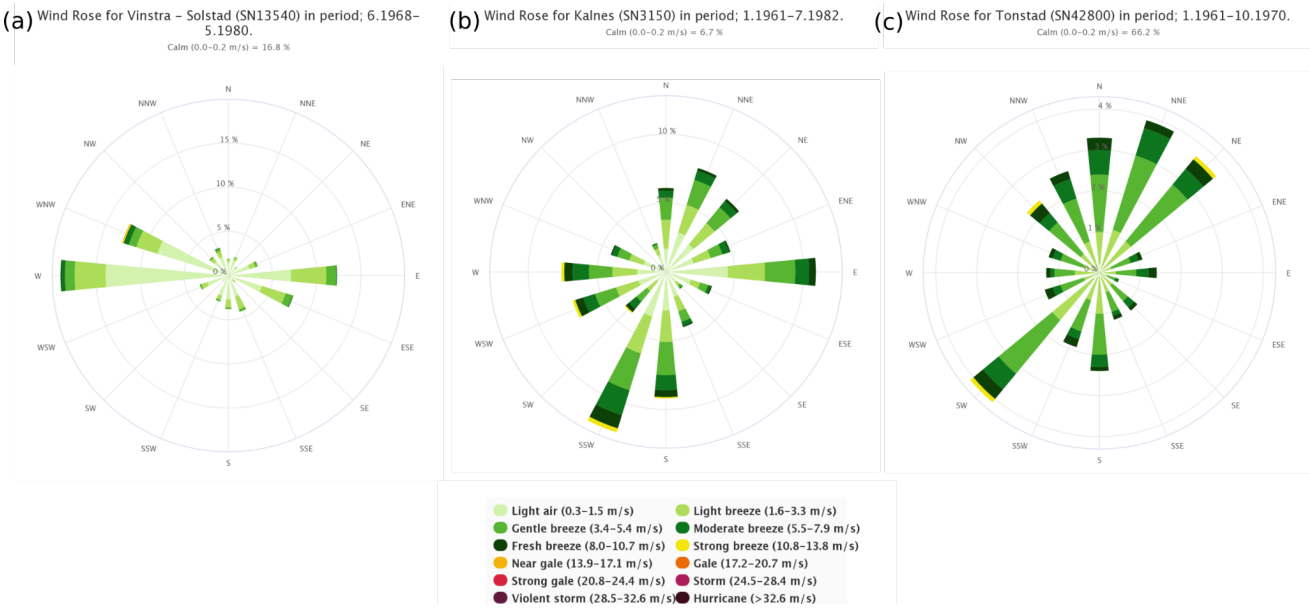 (a)
Wind Rose for Vinstra – Solstad (SN13540) in period; 6.1968–
5.1980.
Calm (0.0–0.2 m/s) = 16.8 %
N
NNE
NE
ENE
E
ESE
SE
SSE
S
SSW
SW
WSW
W
WNW
NW
NNW
15 %
10 %
5 %
0 %
(b)
Wind Rose for Kalnes (SN3150) in period; 1.1961–7.1982.
Calm (0.0–0.2 m/s) = 6.7 %
N
NNE
NE
ENE
E
ESE
SE
SSE
S
SSW
SW
WSW
W
WNW
NW
NNW
10 %
5 %
0 %
(c)
Wind Rose for Tonstad (SN42800) in period; 1.1961–10.1970.
Calm (0.0–0.2 m/s) = 66.2 %
N
NNE
NE
ENE
E
ESE
SE
SSE
S
SSW
SW
WSW
W
WNW
NW
NNW
4 %
3 %
2 %
1 %
0 %
Light air (0.3–1.5 m/s) Light breeze (1.6–3.3 m/s)
Gentle breeze (3.4–5.4 m/s) Moderate breeze (5.5–7.9 m/s)
Fresh breeze (8.0–10.7 m/s) Strong breeze (10.8–13.8 m/s)
Near gale (13.9–17.1 m/s) Gale (17.2–20.7 m/s)
Strong gale (20.8–24.4 m/s) Storm (24.5–28.4 m/s)
Violent storm (28.5–32.6 m/s) Hurricane (>32.6 m/s)